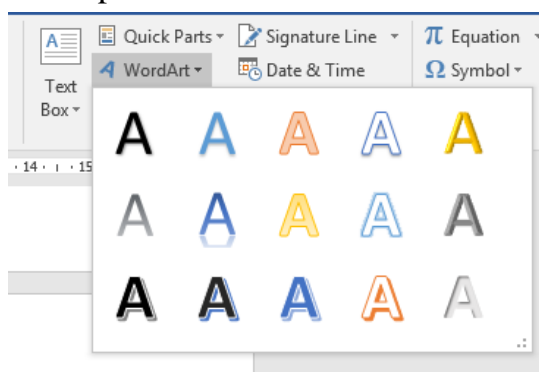 Quick Parts
Signature Line
π Equation
WordArt
Date & Time
Ω Symbol
Text
Box
14 · ı · 15
A A A A A
A A A A A
A A A A A